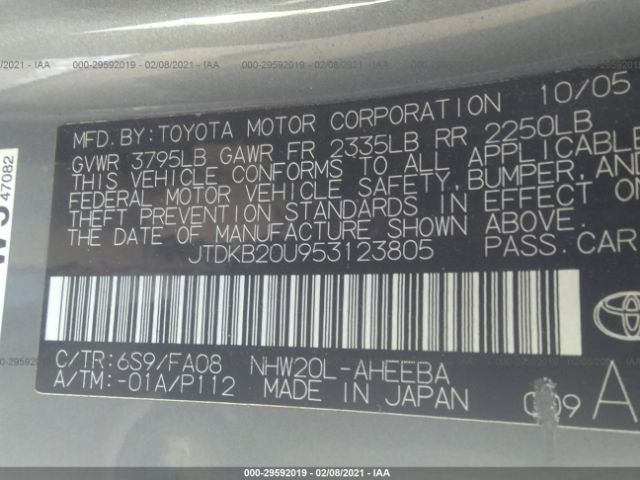 02/08/2021 - IAA 000-29592019 - 02/08/2021 - IAA
10/05
MFD. BY: TOYOTA MOTOR CORPORATION
GVWR 3795LB GAWR FR 2335LB RR 2250LB
THIS VEHICLE CONFORMS TO ALL APPLICABLE
FEDERAL MOTOR VEHICLE SAFETY, BUMPER, AND
THEFT PREVENTION STANDARDS IN EFFECT ON
THE DATE OF MANUFACTURE SHOWN ABOVE.
JTDKB20U953123805 PASS. CAR
47082
C/TR: 6S9/FA08 NHW20L-AHEEBA
A/TM: -01A/P112 MADE IN JAPAN
A
000-29592019 - 02/08/2021 - IAA